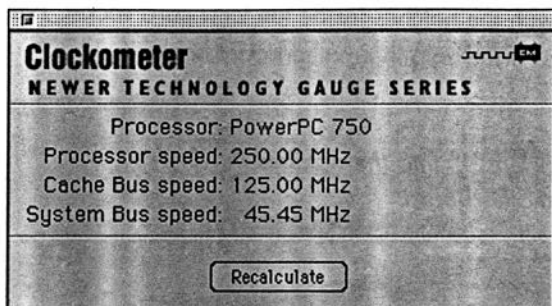 Clockometer
CM
NEWER TECHNOLOGY GAUGE SERIES
Processor: PowerPC 750
Processor speed: 250.00 MHz
Cache Bus speed: 125.00 MHz
System Bus speed: 45.45 MHz
Recalculate